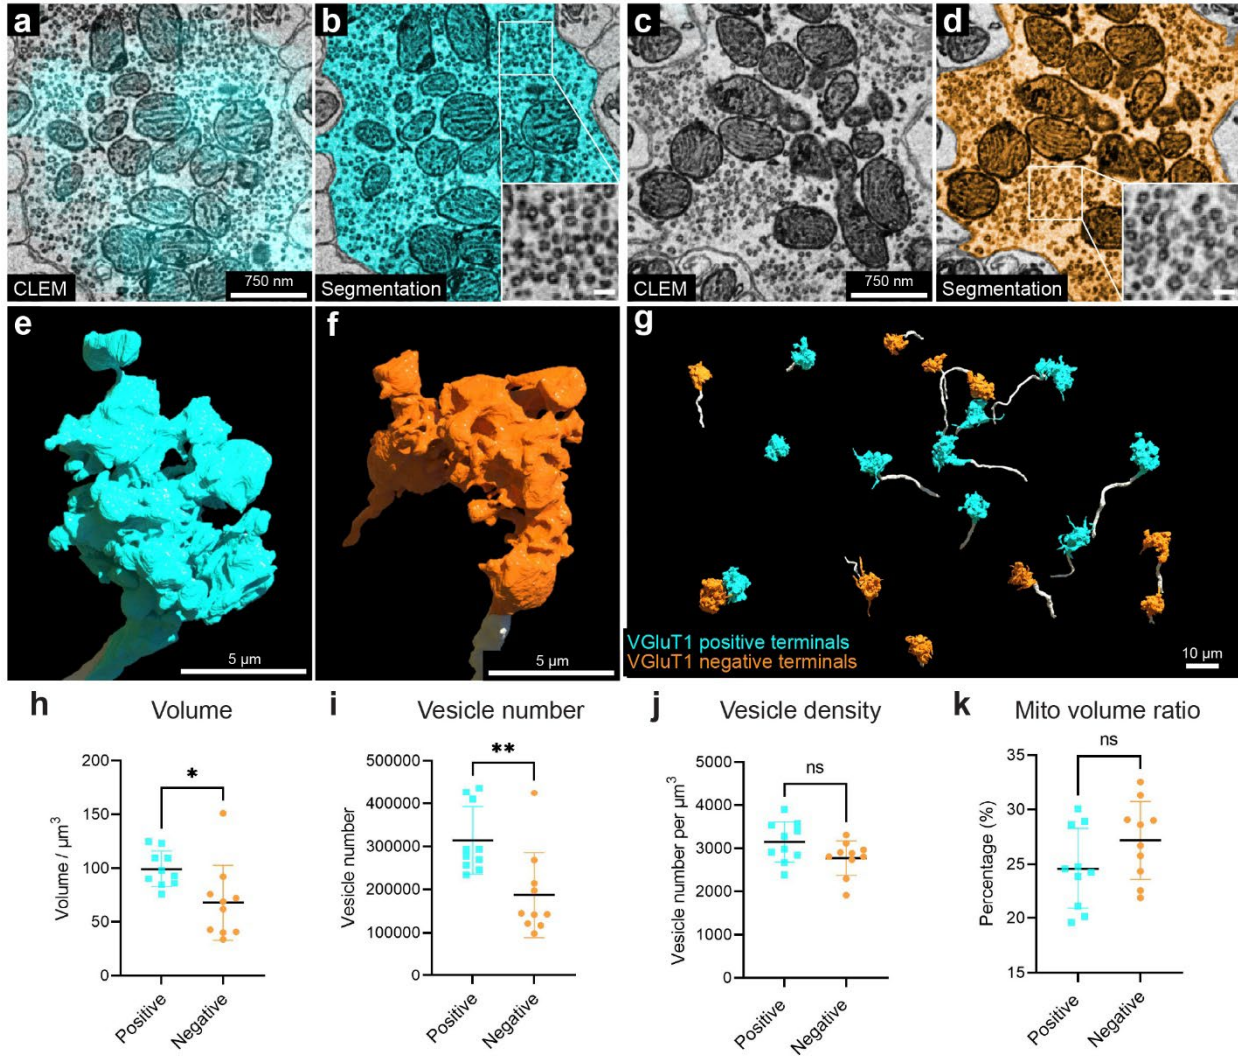 a
b
c
d
CLEM
750 nm
Segmentation
CLEM
750 nm
Segmentation
e
f
g
5 µm
5 µm
VGluT1 positive terminals
VGluT1 negative terminals
10 µm
h Volume
i Vesicle number
j Vesicle density
k Mito volume ratio
Volume / µm³
200
150
100
50
0
*
Positive
Negative
Vesicle number
500000
400000
300000
200000
100000
0
**
Positive
Negative
Vesicle number per µm³
5000
4000
3000
2000
1000
0
ns
Positive
Negative
Percentage (%)
35
30
25
20
15
ns
Positive
Negative